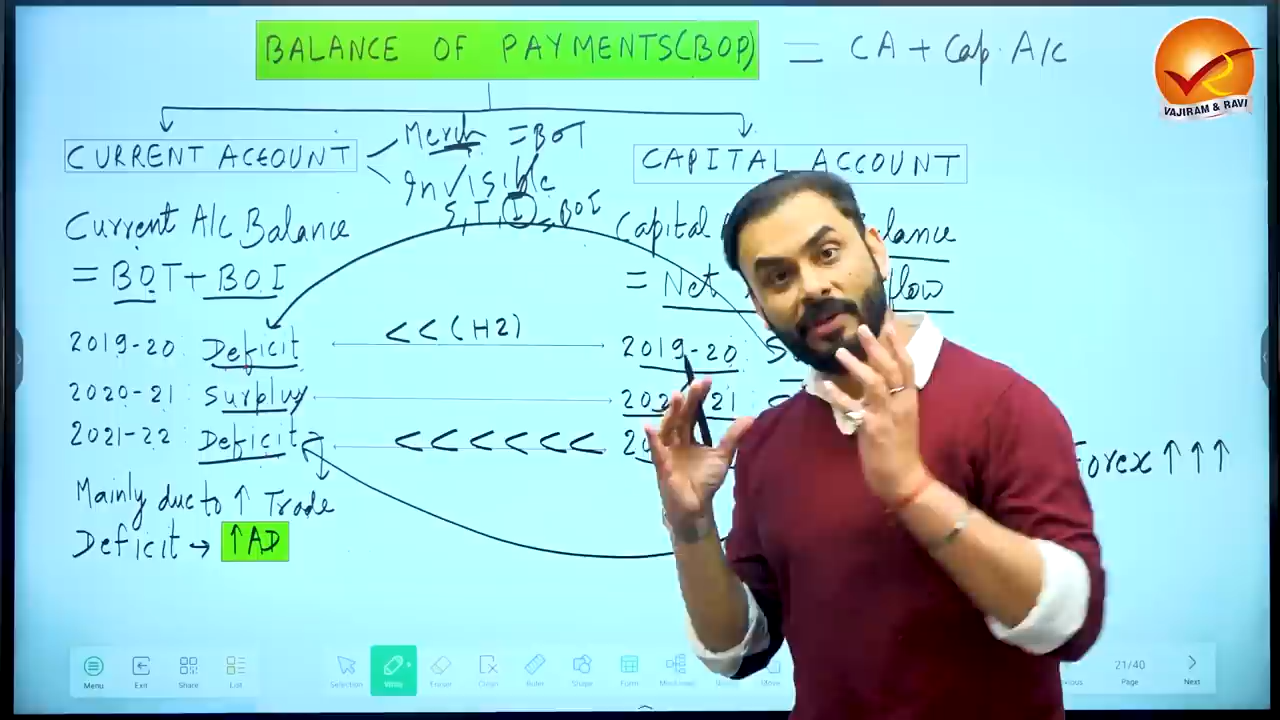 BALANCE OF PAYMENTS(BOP) = CA + Cap. A/c
VAJIRAM & RAVI
CURRENT ACCOUNT
Merch = BOT
Invisible
S, T, I = BOI
CAPITAL ACCOUNT
Current A/c Balance
= BOT + BOI
Capital
= Net
2019-20 Deficit << (H2) 2019-20
2020-21 Surplus
2021-22 Deficit <<<<<<
Forex ↑↑↑
Mainly due to ↑ Trade
Deficit → ↑AD
Menu
Exit
Share
List
Selection
Write
Eraser
Ruler
Shape
Form
Move
21/40
Page
Next